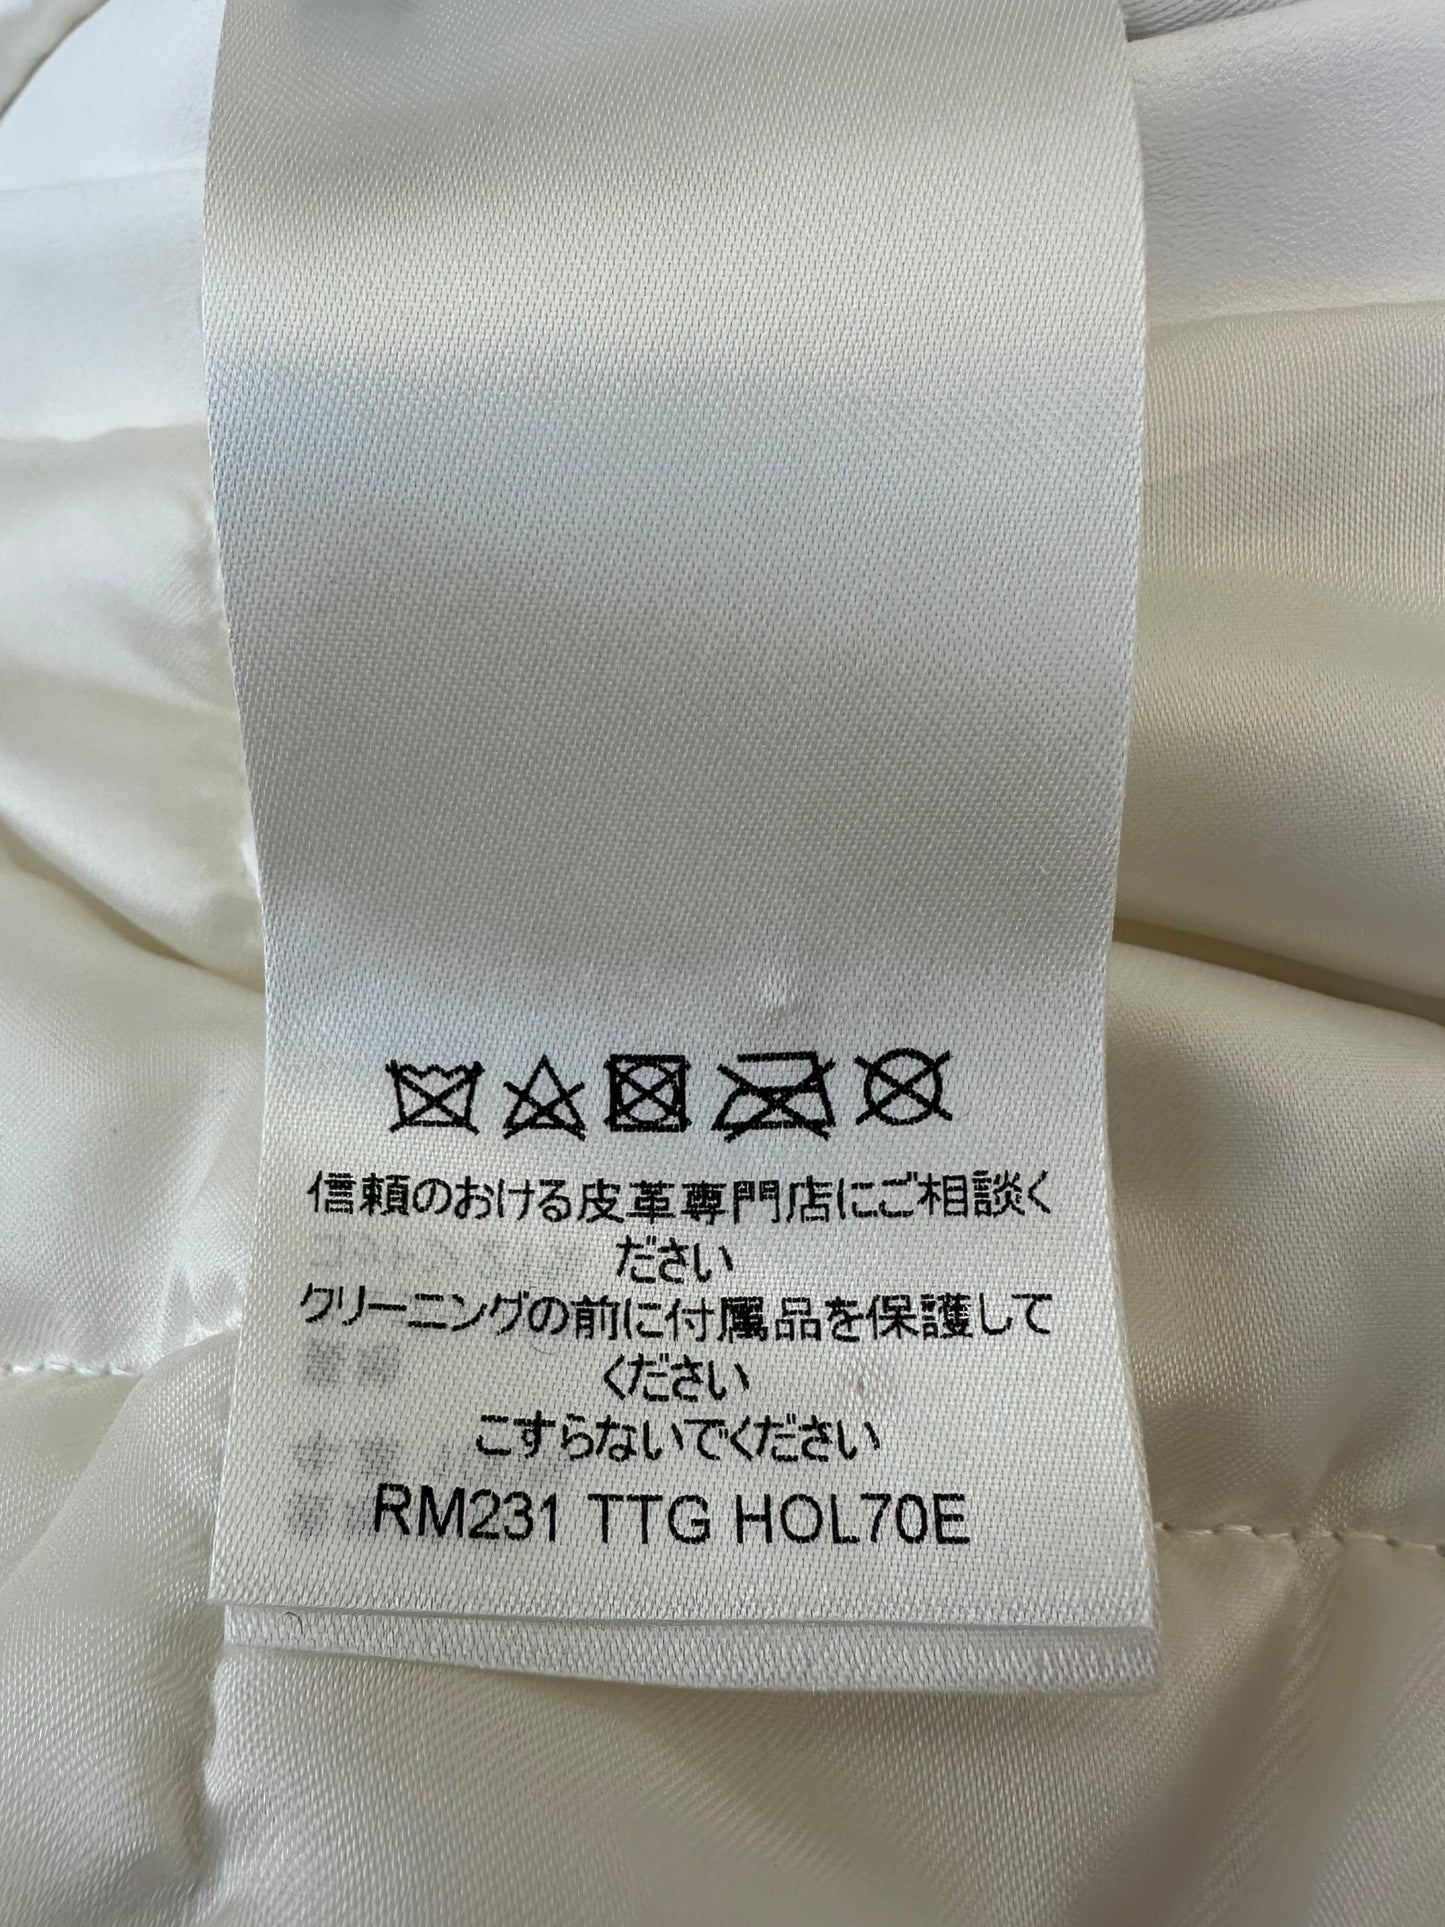 信頼のおける皮革専門店にご相談く
ださい
クリーニングの前に付属品を保護して
ください
こすらないでください
RM231 TTG HOL70E